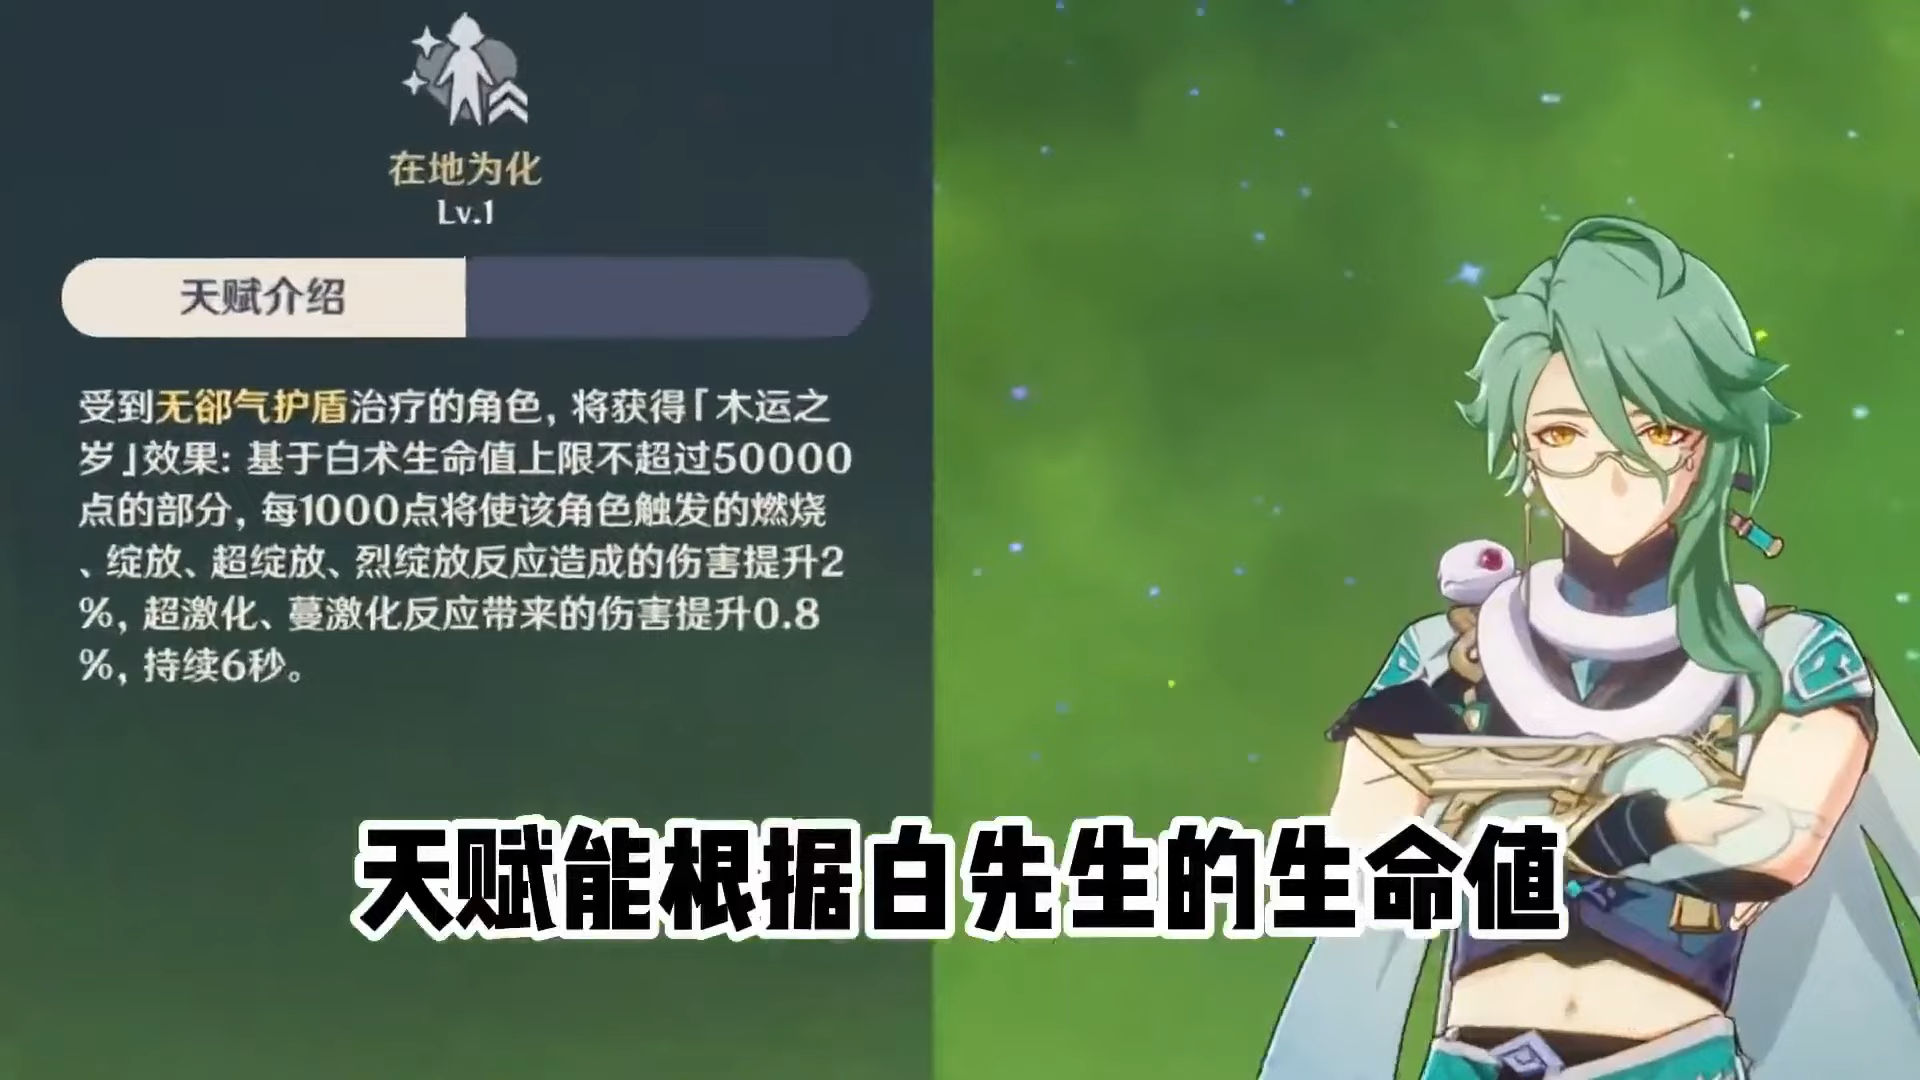 在地为化
Lv.1
天赋介绍
受到无郤气护盾治疗的角色，将获得「木运之
岁」效果：基于白术生命值上限不超过50000
点的部分，每1000点将使该角色触发的燃烧
、绽放、超绽放、烈绽放反应造成的伤害提升2
%，超激化、蔓激化反应带来的伤害提升0.8
%，持续6秒。
天赋能根据白先生的生命值